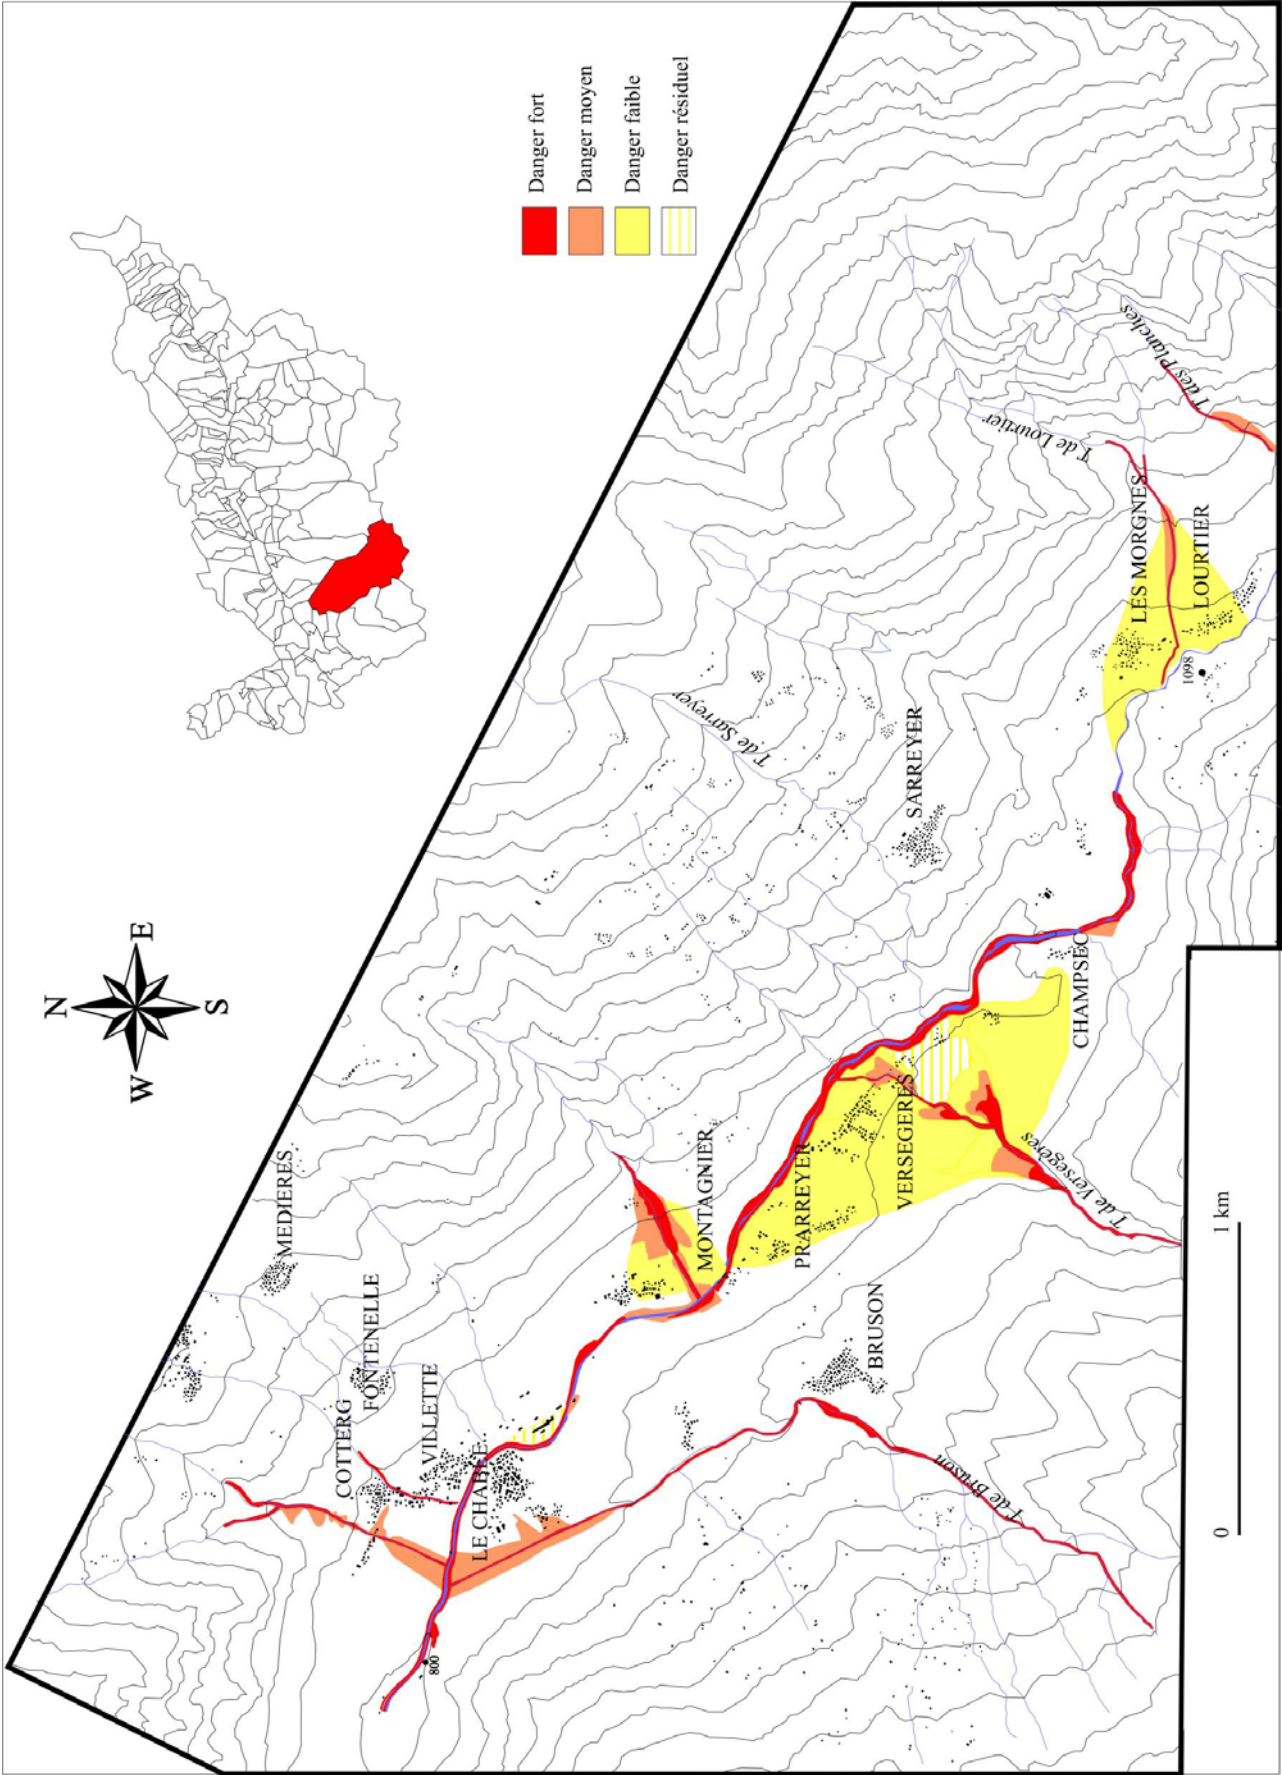 N
W
E
S
Danger fort
Danger moyen
Danger faible
Danger résiduel
MEDIERES
FONTENELLE
COTTERG
VILLETTE
LE CHABLE
800
MONTAGNIER
PRARREYER
VERSEGERES
BRUSON
T de Bruson
T de Versegères
CHAMPSEC
SARREYER
T de Sarreyer
T de Lourtier
T des Planches
LES MORGNES
LOURTIER
1098
0
1 km